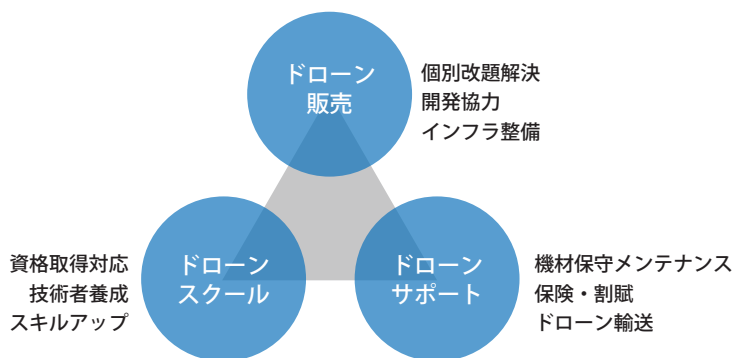 ドローン
販売
個別改題解決
開発協力
インフラ整備
資格取得対応
技術者養成
スキルアップ
ドローン
スクール
ドローン
サポート
機材保守メンテナンス
保険・割賦
ドローン輸送